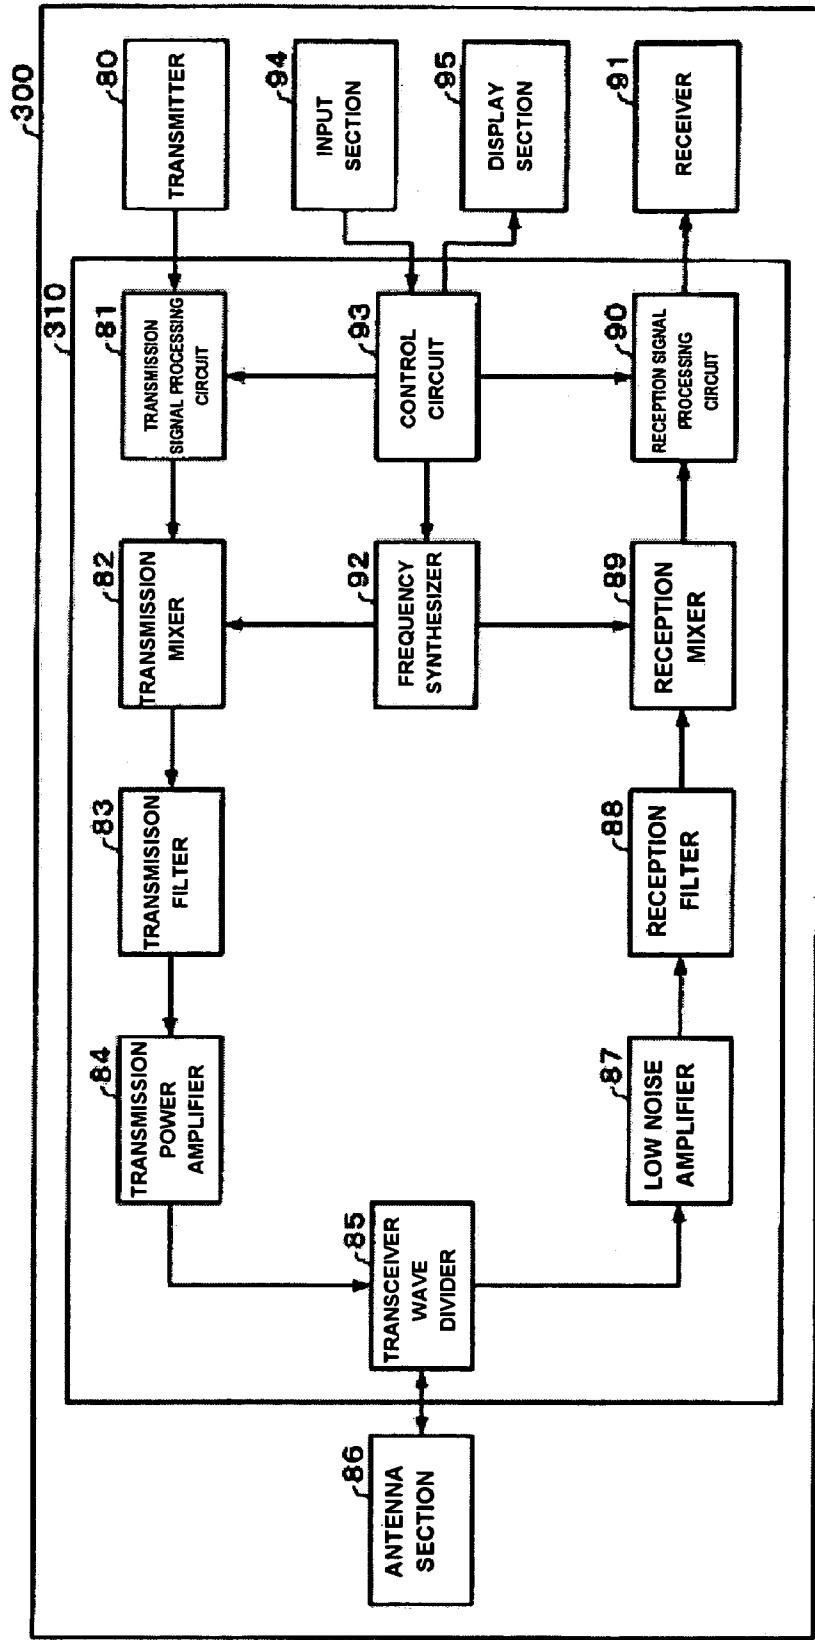 300
310
80
TRANSMITTER
94
INPUT
SECTION
95
DISPLAY
SECTION
91
RECEIVER
81
TRANSMISSION
SIGNAL PROCESSING
CIRCUIT
93
CONTROL
CIRCUIT
90
RECEPTION SIGNAL
PROCESSING
CIRCUIT
82
TRANSMISSION
MIXER
92
FREQUENCY
SYNTHESIZER
89
RECEPTION
MIXER
83
TRANSMISISON
FILTER
88
RECEPTION
FILTER
84
TRANSMISSION
POWER
AMPLIFIER
87
LOW NOISE
AMPLIFIER
85
TRANSCEIVER
WAVE
DIVIDER
86
ANTENNA
SECTION